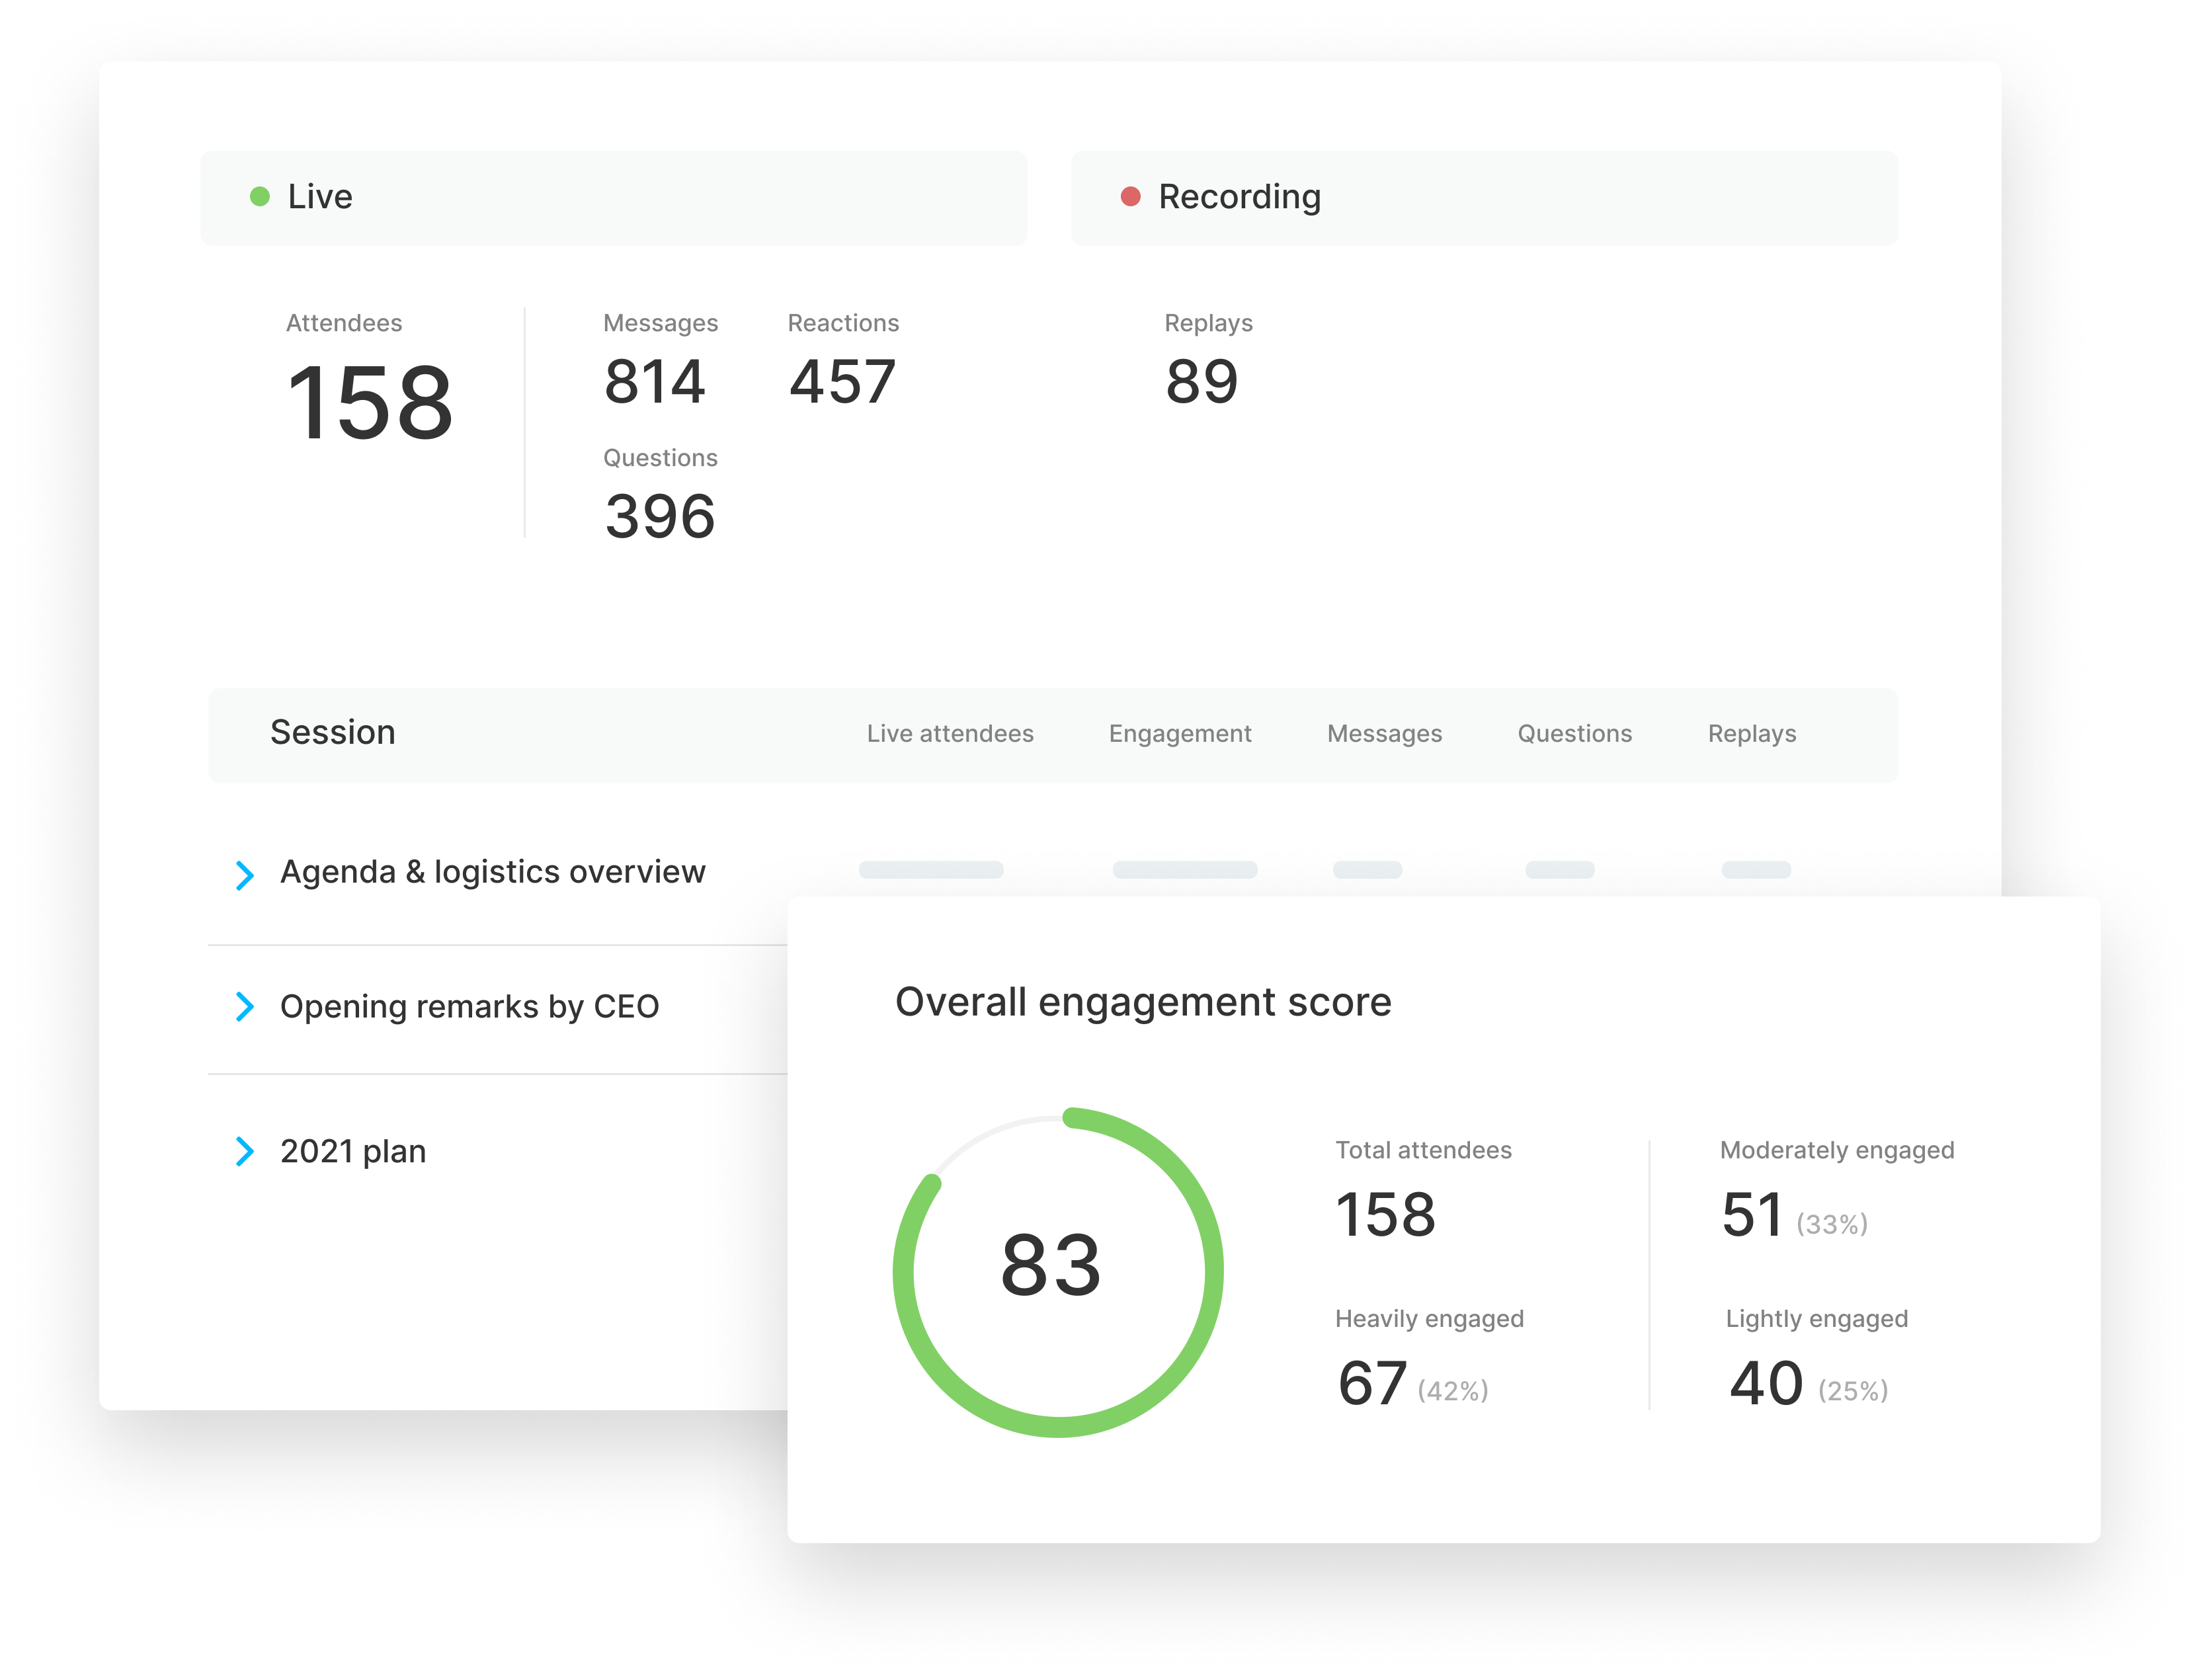 Live
Recording
Attendees
158
Messages
814
Reactions
457
Questions
396
Replays
89
Session Live attendees Engagement Messages Questions Replays
Agenda & logistics overview
Opening remarks by CEO
2021 plan
Overall engagement score
83
Total attendees
158
Moderately engaged
51 (33%)
Heavily engaged
67 (42%)
Lightly engaged
40 (25%)